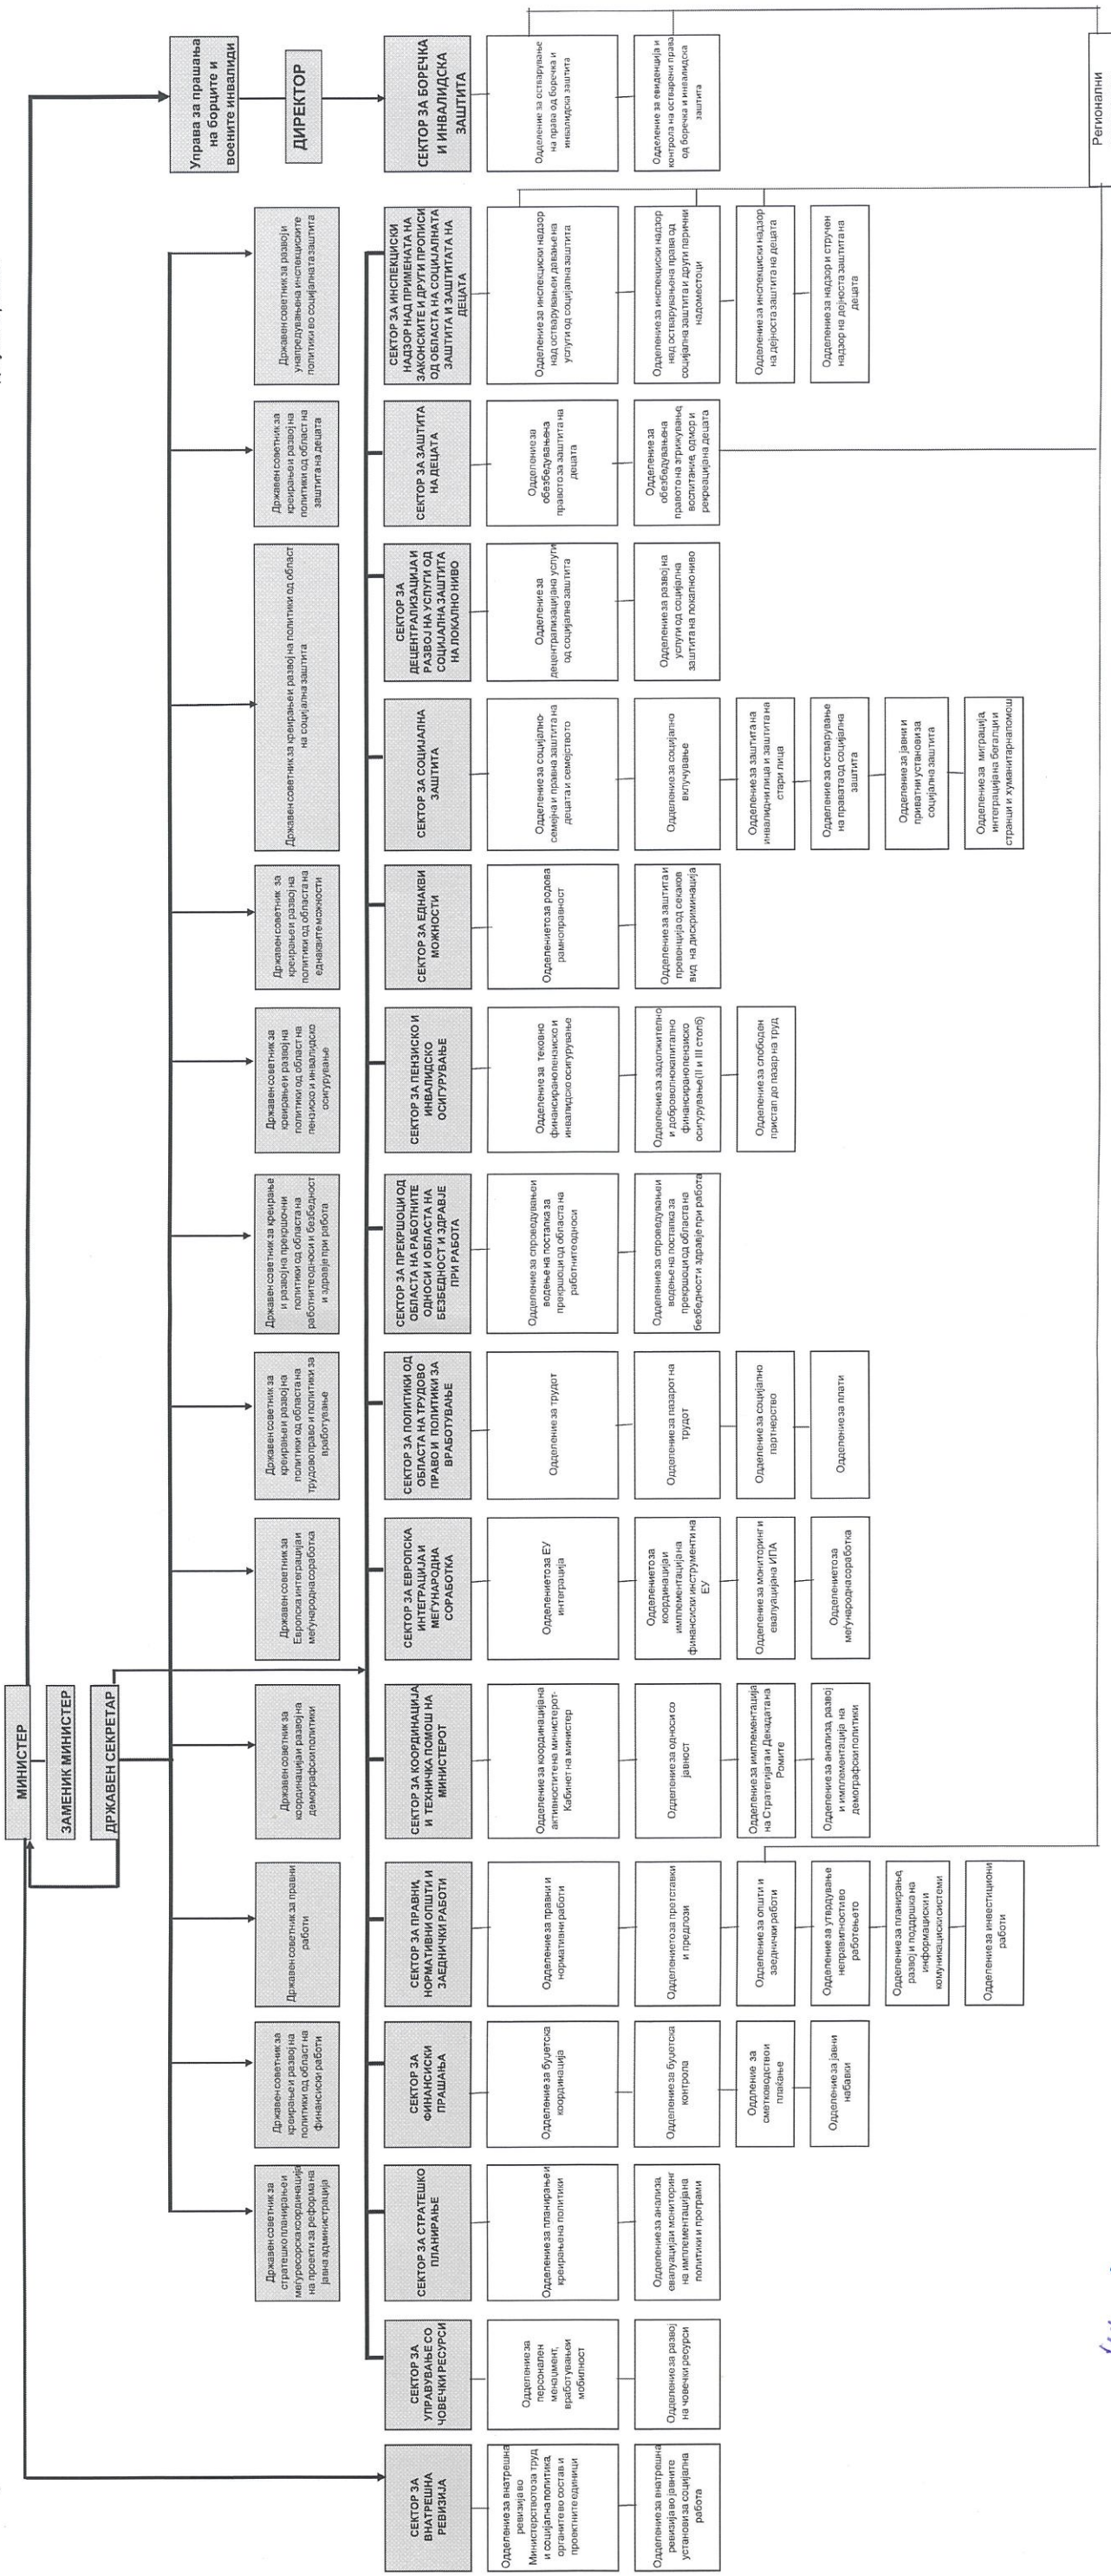 МИНИСТЕР
ЗАМЕНИК МИНИСТЕР
ДРЖАВЕН СЕКРЕТАР
Управа за прашања
на борците и
воените инвалиди
ДИРЕКТОР
Државен советник за
стратешко планирање и
меѓуресорска координација
на проекти за реформа на
јавна администрација
Државен советник за
креирање и развој на
политики од област на
финансиски работи
Државен советник за правни
работи
Државен советник за
координација и развој на
демографски политики
Државен советник за
Европска интеграција и
меѓународна соработка
Државен советник за
креирање и развој на
политики од областа на
трудово право и политики за
вработување
Државен советник за креирање
и развој на прекршочни
политики од областа на
работните односи и безбедност
и здравје при работа
Државен советник за
креирање и развој на
политики од област на
пензиско и инвалидско
осигурување
Државен советник за
креирање и развој на
политики од областа на
еднаквите можности
Државен советник за креирање и развој на политики од област
на социјална заштита
Државен советник за
креирање и развој на
политики од област на
заштита на децата
Државен советник за развој и
унапредување на инспекциските
политики во социјалната заштита
СЕКТОР ЗА
ВНАТРЕШНА
РЕВИЗИЈА
Одделение за внатрешна
ревизија во
Министерството за труд
и социјална политика,
органите во состав и
проектните единици
Одделение за внатрешна
ревизија во јавните
установи за социјална
работа
СЕКТОР ЗА
УПРАВУВАЊЕ СО
ЧОВЕЧКИ РЕСУРСИ
Одделение за
персонален
менаџмент,
вработување и
мобилност
Одделение за развој
на човечки ресурси
СЕКТОР ЗА СТРАТЕШКО
ПЛАНИРАЊЕ
Одделение за планирање и
креирање на политики
Одделение за анализа,
евалуација и мониторинг
на имплементација на
политики и програми
СЕКТОР ЗА
ФИНАНСИСКИ
ПРАШАЊА
Одделение за буџетска
координација
Одделение за буџетска
контрола
Оддление за
сметководство и
плаќање
Одделение за јавни
набавки
СЕКТОР ЗА ПРАВНИ,
НОРМАТИВНИ ОПШТИ И
ЗАЕДНИЧКИ РАБОТИ
Одделение за правни и
нормативни работи
Одделението за претставки
и предлози
Одделение за општи и
заеднички работи
Одделение за утврдување
неправилности во
работењето
Одделение за планирање,
развој и поддршка на
информациски и
комуникациски системи
Одделение за инвестициони
работи
СЕКТОР ЗА КООРДИНАЦИЈА
И ТЕХНИЧКА ПОМОШ НА
МИНИСТЕРОТ
Одделение за координација на
активностите на министерот-
Кабинет на министер
Одделение за односи со
јавност
Одделение за имплементација
на Стратегијата и Декадата на
Ромите
Одделение за анализа, развој
и имплементација на
демографски политики
СЕКТОР ЗА ЕВРОПСКА
ИНТЕГРАЦИЈА И
МЕЃУНАРОДНА
СОРАБОТКА
Одделението за ЕУ
интеграција
Одделението за
координација и
имплементација на
финансиски инструменти на
ЕУ
Одделение за мониторинг и
евалуација на ИПА
Одделението за
меѓународна соработка
СЕКТОР ЗА ПОЛИТИКИ ОД
ОБЛАСТА НА ТРУДОВО
ПРАВО И ПОЛИТИКИ ЗА
ВРАБОТУВАЊЕ
Одделение за трудот
Одделение за пазарот на
трудот
Одделение за социјално
партнерство
Одделение за плати
СЕКТОР ЗА ПРЕКРШОЦИ ОД
ОБЛАСТА НА РАБОТНИТЕ
ОДНОСИ И ОБЛАСТА НА
БЕЗБЕДНОСТ И ЗДРАВЈЕ
ПРИ РАБОТА
Одделение за спроведување и
водење на постапка за
прекршоци од областа на
работните односи
Одделение за спроведување и
водење на постапка за
прекршоци од областа на
безбедност и здравје при работа
СЕКТОР ЗА ПЕНЗИСКО И
ИНВАЛИДСКО
ОСИГУРУВАЊЕ
Одделение за тековно
финансирано пензиско и
инвалидско осигурување
Одделение за задолжително
и доброволно капитално
финансирано пензиско
осигурување (II и III столб)
Одделение за слободен
пристап до пазар на труд
СЕКТОР ЗА ЕДНАКВИ
МОЖНОСТИ
Одделението за родова
рамноправност
Одделение за заштита и
превенција од секаков
вид на дискриминација
СЕКТОР ЗА СОЦИЈАЛНА
ЗАШТИТА
Одделение за социјално-
семејна и правна заштита на
децата и семејството
Одделение за социјално
вклучување
Одделение за заштита на
инвалидни лица и заштита на
стари лица
Одделение за остварување
на правата од социјална
заштита
Одделение за јавни и
приватни установи за
социјална заштита
Одделение за миграција,
интеграција на бегалци и
странци и хуманитарна помош
СЕКТОР ЗА
ДЕЦЕНТРАЛИЗАЦИЈА И
РАЗВОЈ НА УСЛУГИ ОД
СОЦИЈАЛНА ЗАШТИТА
НА ЛОКАЛНО НИВО
Одделение за
децентрализација на услуги
од социјална заштита
Одделение за развој на
услуги од социјална
заштита на локално ниво
СЕКТОР ЗА ЗАШТИТА
НА ДЕЦАТА
Одделение за
обезбедување на
правото за заштита на
децата
Одделение за
обезбедување на
правото на згрижување,
воспитание, одмор и
рекреација на децата
СЕКТОР ЗА ИНСПЕКЦИСКИ
НАДЗОР НАД ПРИМЕНАТА НА
ЗАКОНСКИТЕ И ДРУГИ ПРОПИСИ
ОД ОБЛАСТА НА СОЦИЈАЛНАТА
ЗАШТИТА И ЗАШТИТАТА НА
ДЕЦАТА
Одделение за инспекциски надзор
над остварување и давање на
услуги од социјална заштита
Одделение за инспекциски надзор
над остварување на права од
социјална заштита и други парични
надоместоци
Одделение за инспекциски надзор
на дејноста заштита на децата
Одделение за надзор и стручен
надзор на дејноста заштита на
децата
СЕКТОР ЗА БОРЕЧКА
И ИНВАЛИДСКА
ЗАШТИТА
Одделение за остварување
на права од боречка и
инвалидска заштита
Одделение за евиденција и
контрола на остварени права
од боречка и инвалидска
заштита
Регионални